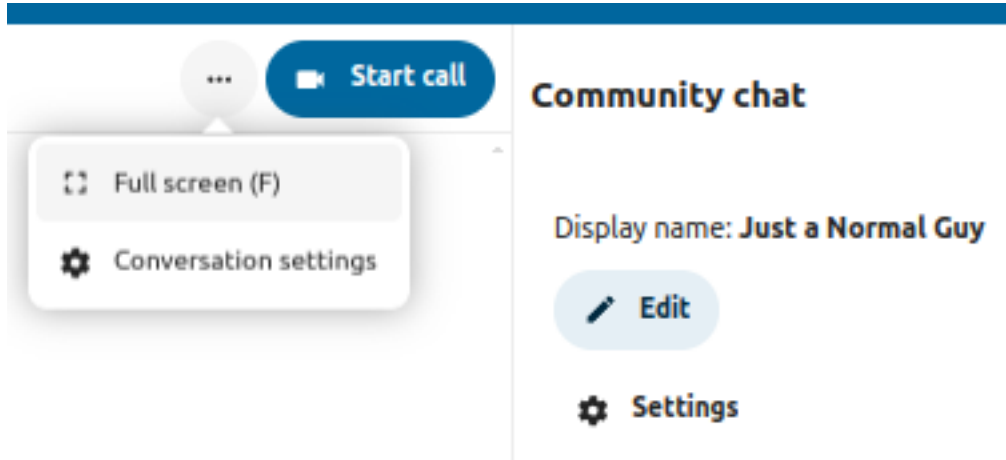 Start call
Full screen (F)
Conversation settings
Community chat
Display name: Just a Normal Guy
Edit
Settings